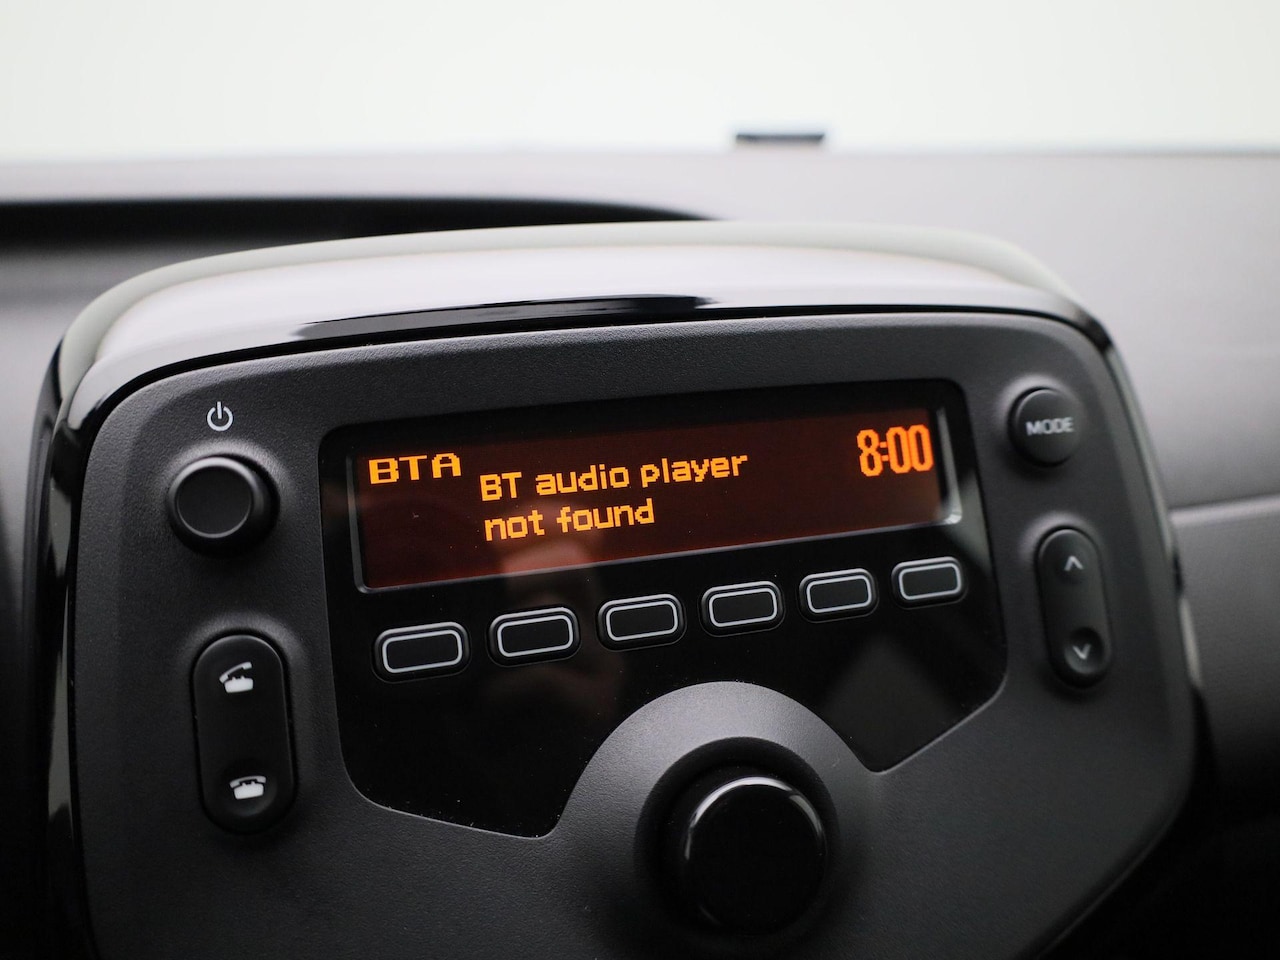 BTA
BT audio player
not found
8:00
MODE